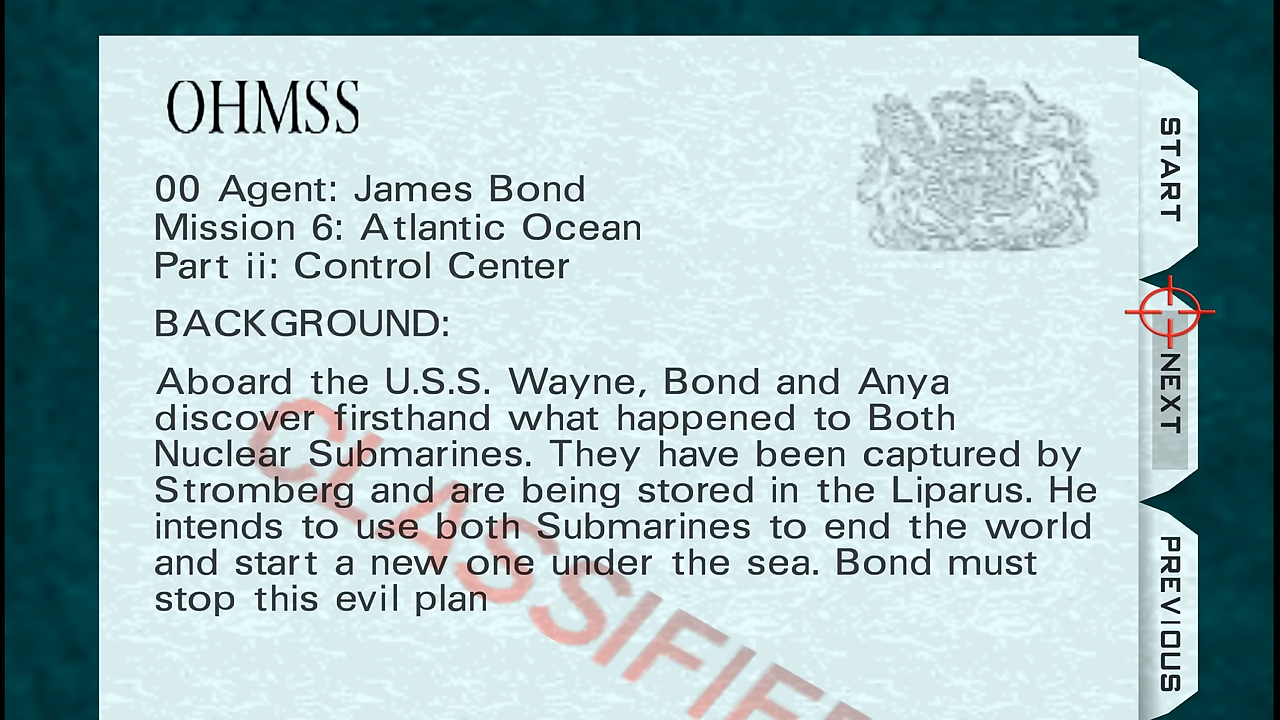 OHMSS
00 Agent: James Bond
Mission 6: Atlantic Ocean
Part ii: Control Center
BACKGROUND:
Aboard the U.S.S. Wayne, Bond and Anya
discover firsthand what happened to Both
Nuclear Submarines. They have been captured by
Stromberg and are being stored in the Liparus. He
intends to use both Submarines to end the world
and start a new one under the sea. Bond must
stop this evil plan
CLASSIFIE
START
NEXT
PREVIOUS